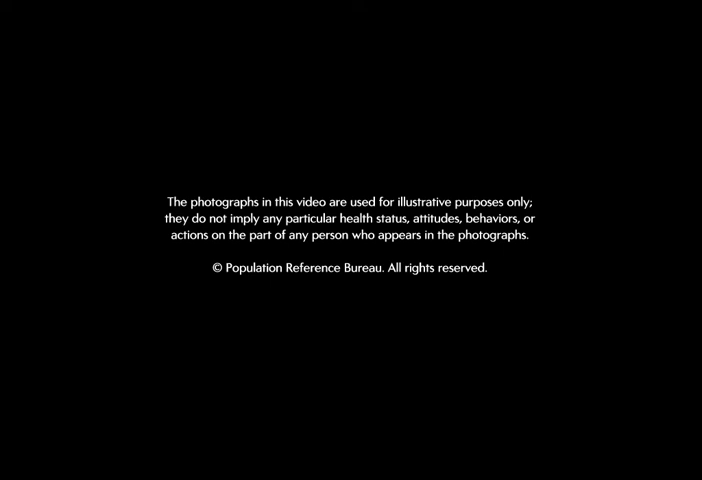 The photographs in this video are used for illustrative purposes only;
they do not imply any particular health status, attitudes, behaviors, or
actions on the part of any person who appears in the photographs.
© Population Reference Bureau. All rights reserved.